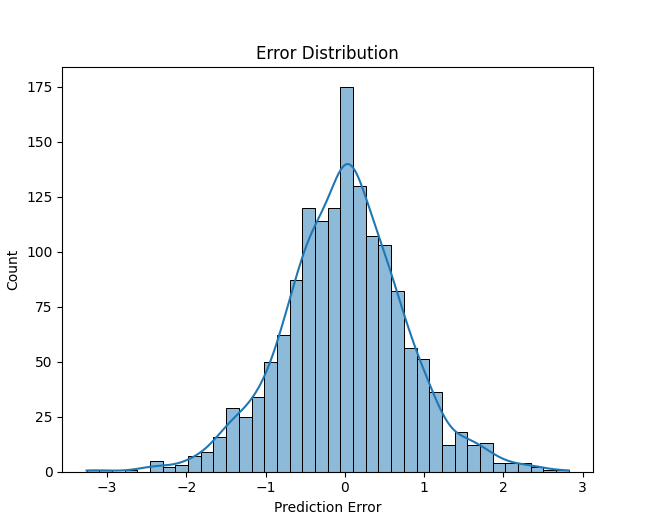 Error Distribution
175
150
125
100
75
50
25
0
Count
−3 −2 −1 0 1 2 3
Prediction Error